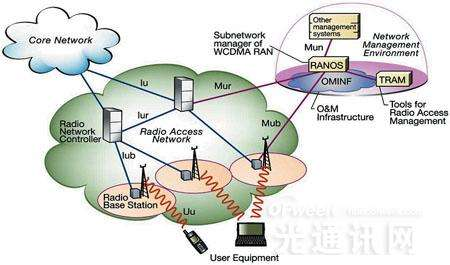 Core Network
Subnetwork
manager of
WCDMA RAN
Other
management
systems
Network
Management
Environment
Mun
RANOS
OMINF
TRAM
Iu
Mur
O&M
Infrastructure
Tools for
Radio Access
Management
Iur
Radio
Network
Controller
Radio Access
Network
Mub
Iub
Radio
Base Station
Uu
User Equipment
光通讯网